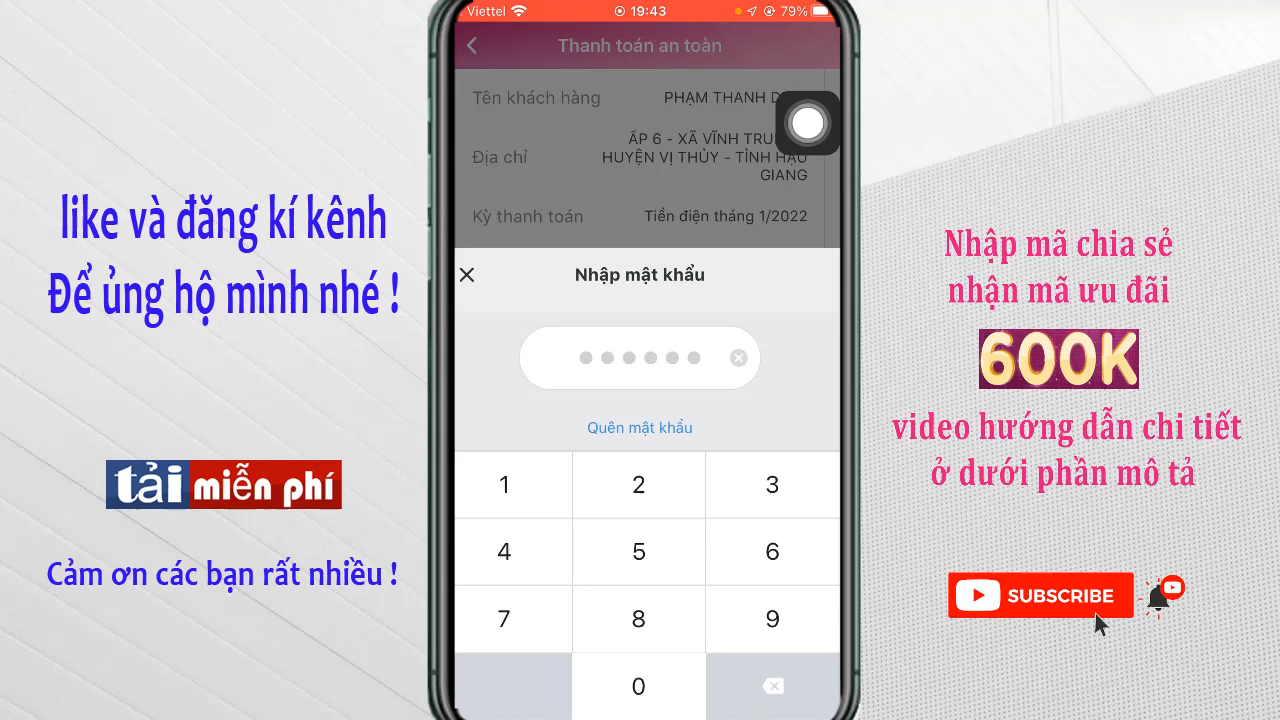 Viettel
19:43
79%
Thanh toán an toàn
Tên khách hàng
PHẠM THANH
ẤP 6 - XÃ VĨNH
Địa chỉ
HUYỆN VỊ THỦY - TỈNH HẬU
GIANG
Kỳ thanh toán
Tiền điện tháng 1/2022
Nhập mật khẩu
Quên mật khẩu
1 2 3
4 5 6
7 8 9
0
like và đăng kí kênh
Để ủng hộ mình nhé !
tải miễn phí
Cảm ơn các bạn rất nhiều !
Nhập mã chia sẻ
nhận mã ưu đãi
600K
video hướng dẫn chi tiết
ở dưới phần mô tả
SUBSCRIBE